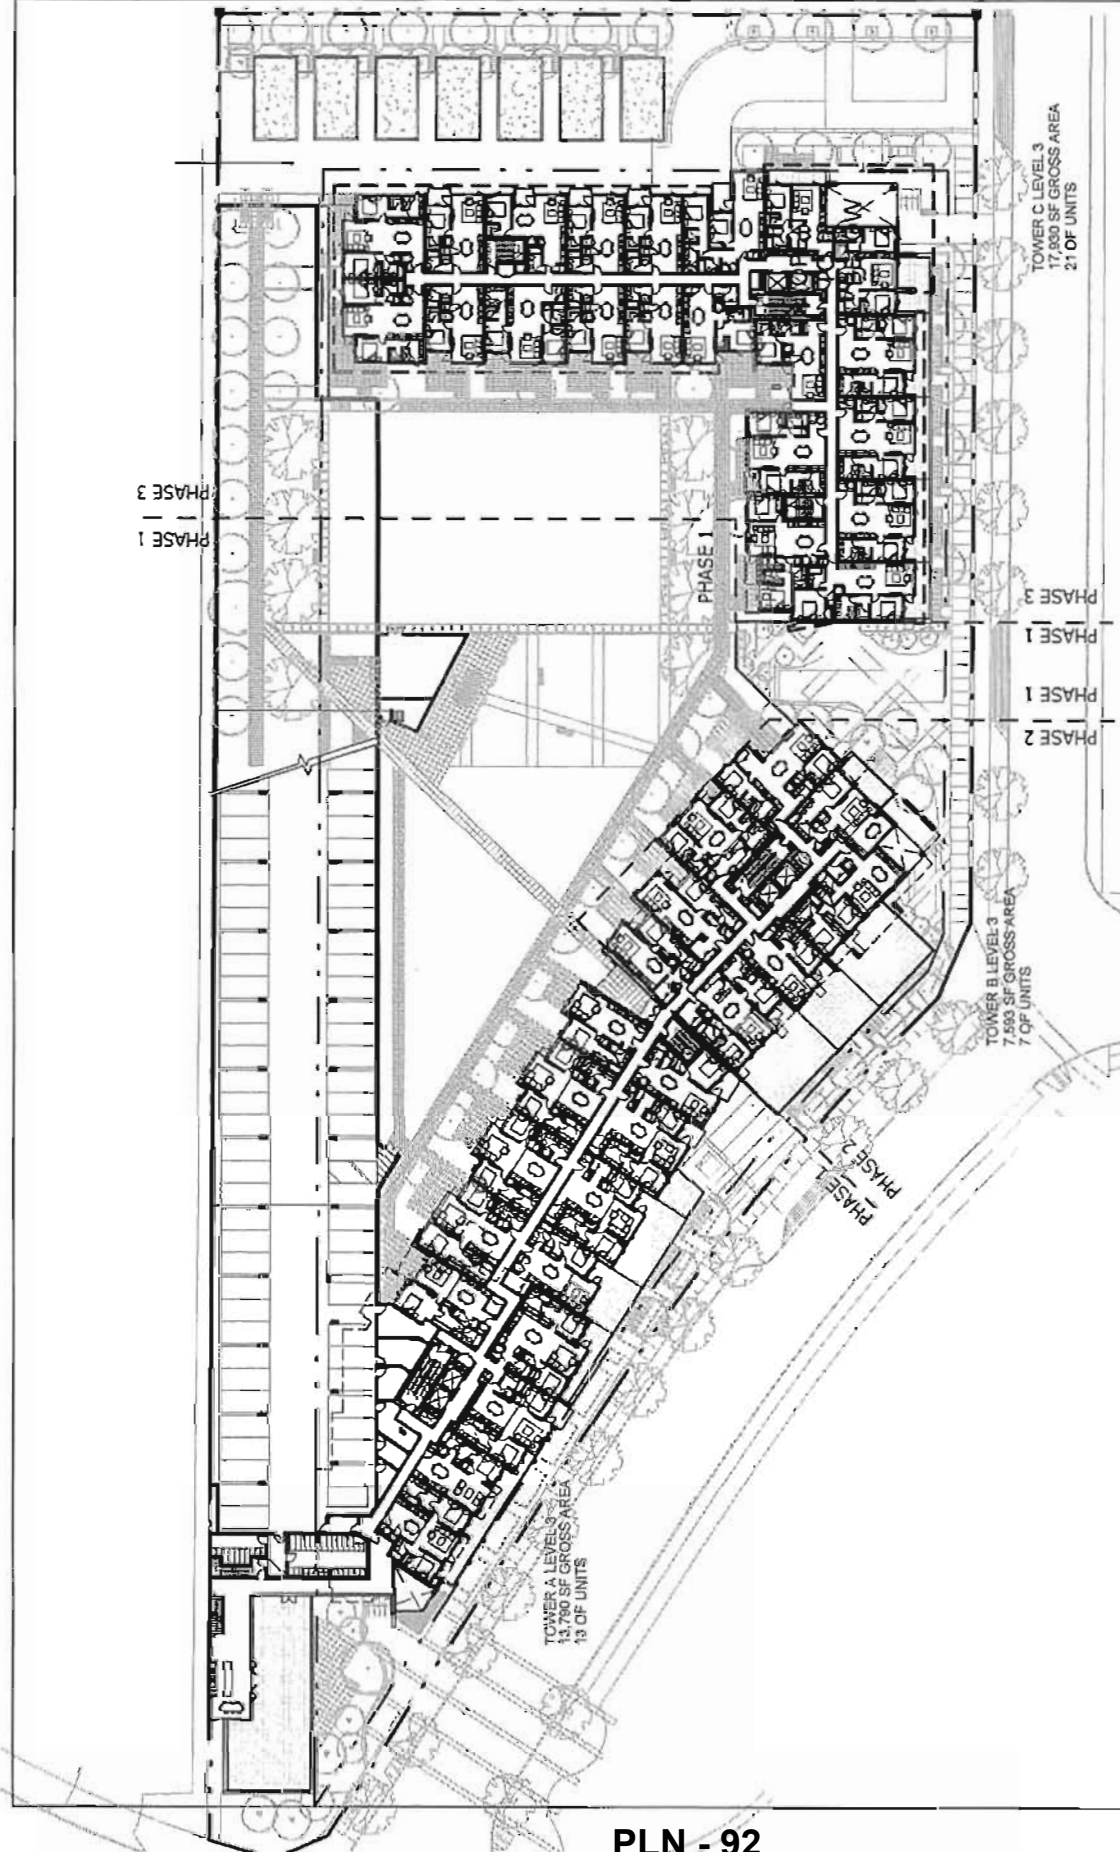 TOWER C LEVEL 3
17,930 SF GROSS AREA
21 OF UNITS
PHASE 3
PHASE 1
PHASE 1
PHASE 3
PHASE 1
PHASE 1
PHASE 2
TOWER B LEVEL 3
7,593 SF GROSS AREA
7 OF UNITS
PHASE 2
PHASE 1
TOWER A LEVEL 3
13,790 SF GROSS AREA
13 OF UNITS
PLN - 92